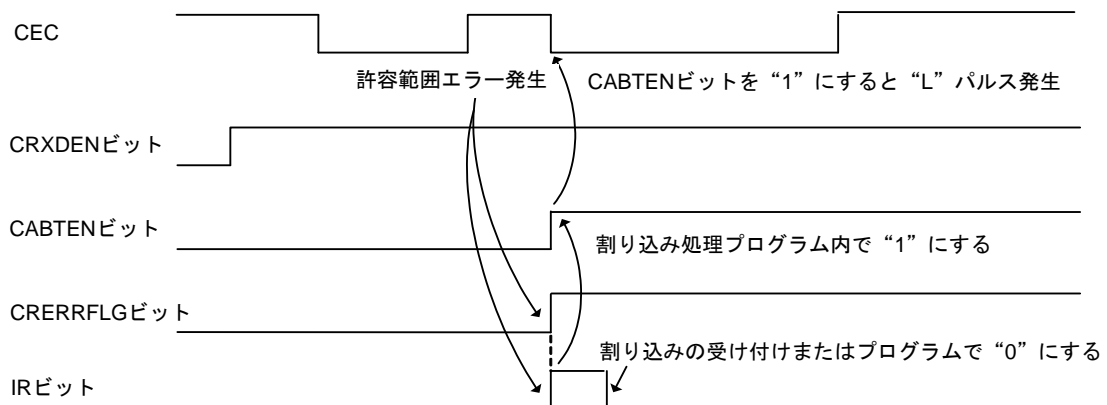 CEC
許容範囲エラー発生
CABTENビットを“1”にすると“L”パルス発生
CRXDENビット
CABTENビット
割り込み処理プログラム内で“1”にする
CRERRFLGビット
割り込みの受け付けまたはプログラムで“0”にする
IRビット